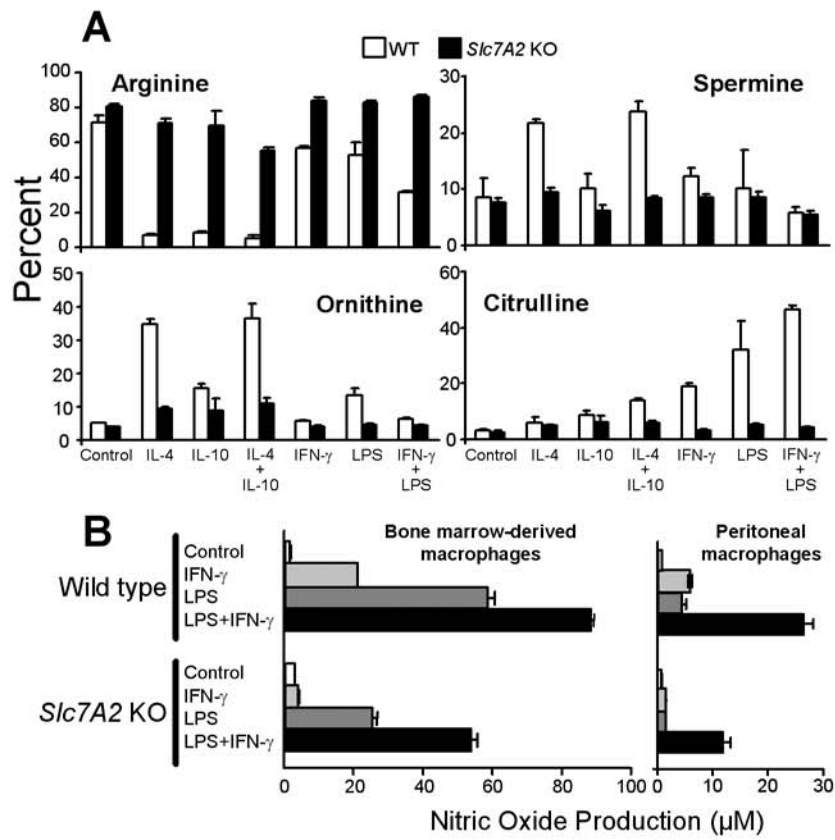 A
WT Slc7A2 KO
Arginine
Spermine
Percent
100
80
60
40
20
0
30
20
10
0
Ornithine
Citrulline
50
40
30
20
10
0
60
40
20
0
Control IL-4 IL-10 IL-4 + IL-10 IFN-γ LPS IFN-γ + LPS
Control IL-4 IL-10 IL-4 + IL-10 IFN-γ LPS IFN-γ + LPS
B
Bone marrow-derived
macrophages
Peritoneal
macrophages
Wild type
Control
IFN-γ
LPS
LPS+IFN-γ
Slc7A2 KO
Control
IFN-γ
LPS
LPS+IFN-γ
0 20 40 60 80 100
0 10 20 30
Nitric Oxide Production (µM)